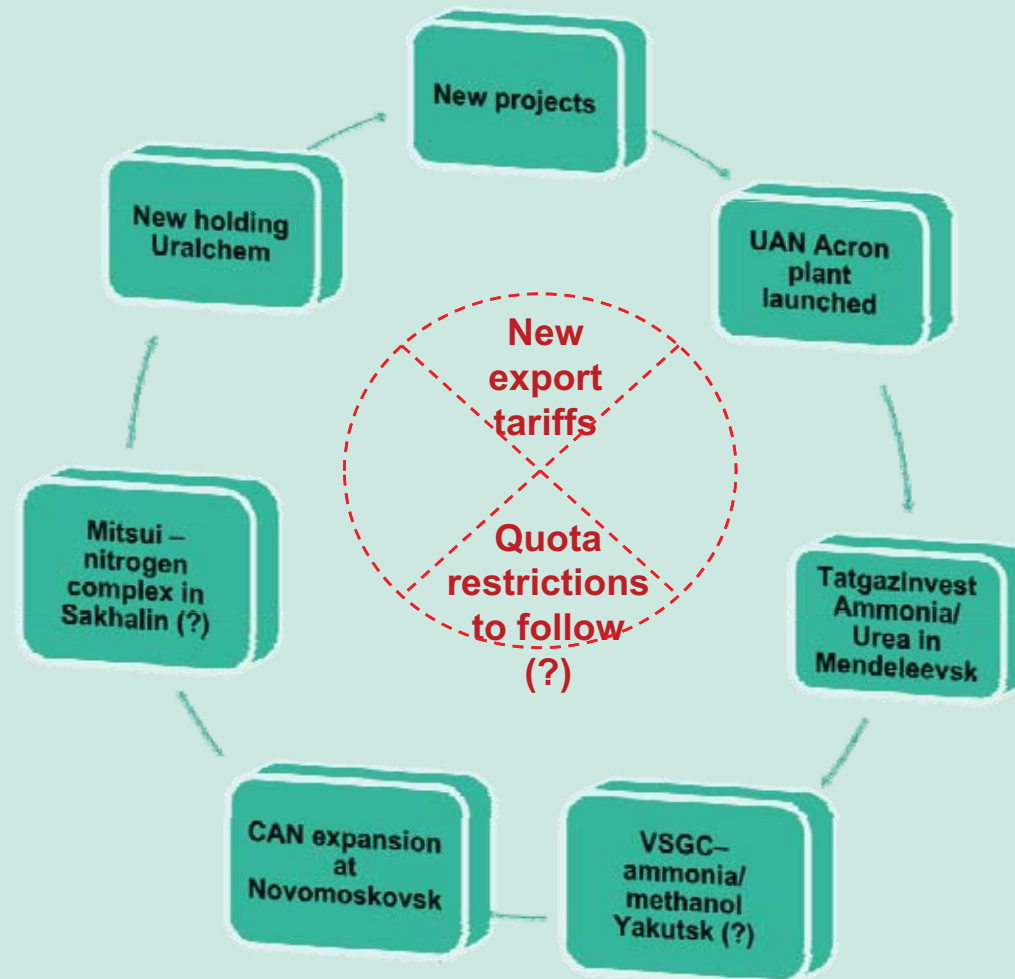 New projects
UAN Acron
plant
launched
Tatgazinvest
Ammonia/
Urea in
Mendeleevsk
VSGC–
ammonia/
methanol
Yakutsk (?)
CAN expansion
at
Novomoskovsk
Mitsui –
nitrogen
complex in
Sakhalin (?)
New holding
Uralchem
New
export
tariffs
Quota
restrictions
to follow
(?)